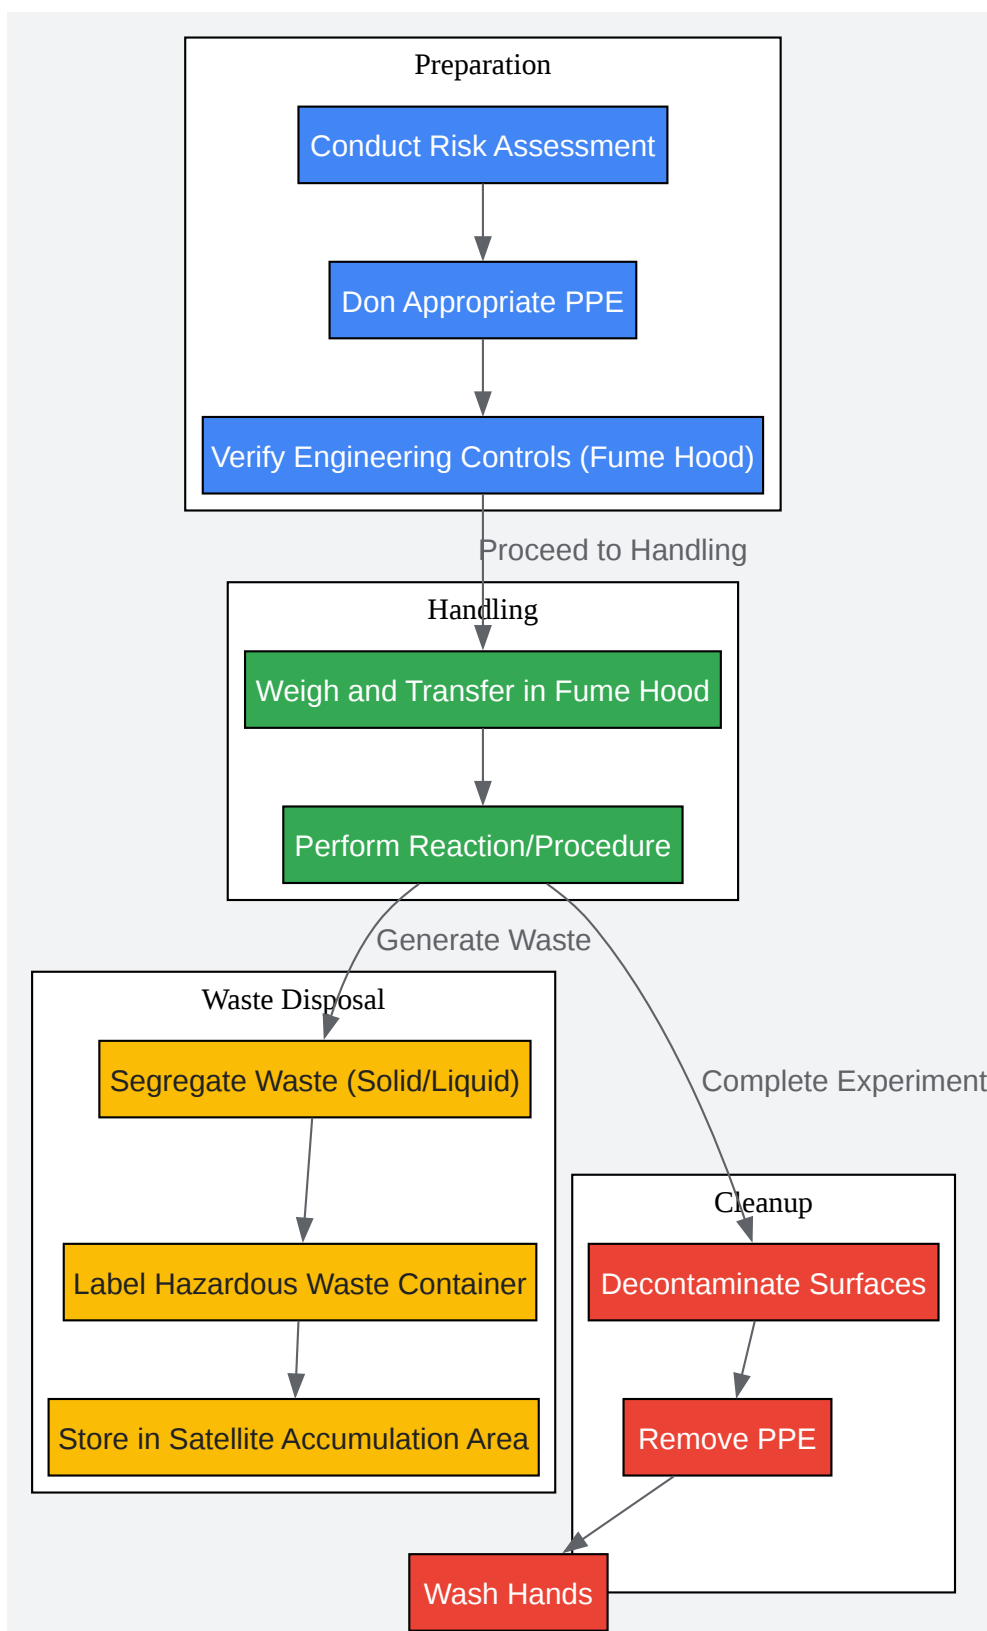 Preparation
Conduct Risk Assessment
Don Appropriate PPE
Verify Engineering Controls (Fume Hood)
Proceed to Handling
Handling
Weigh and Transfer in Fume Hood
Perform Reaction/Procedure
Generate Waste
Waste Disposal
Segregate Waste (Solid/Liquid)
Complete Experiment
Cleanup
Label Hazardous Waste Container
Decontaminate Surfaces
Store in Satellite Accumulation Area
Remove PPE
Wash Hands